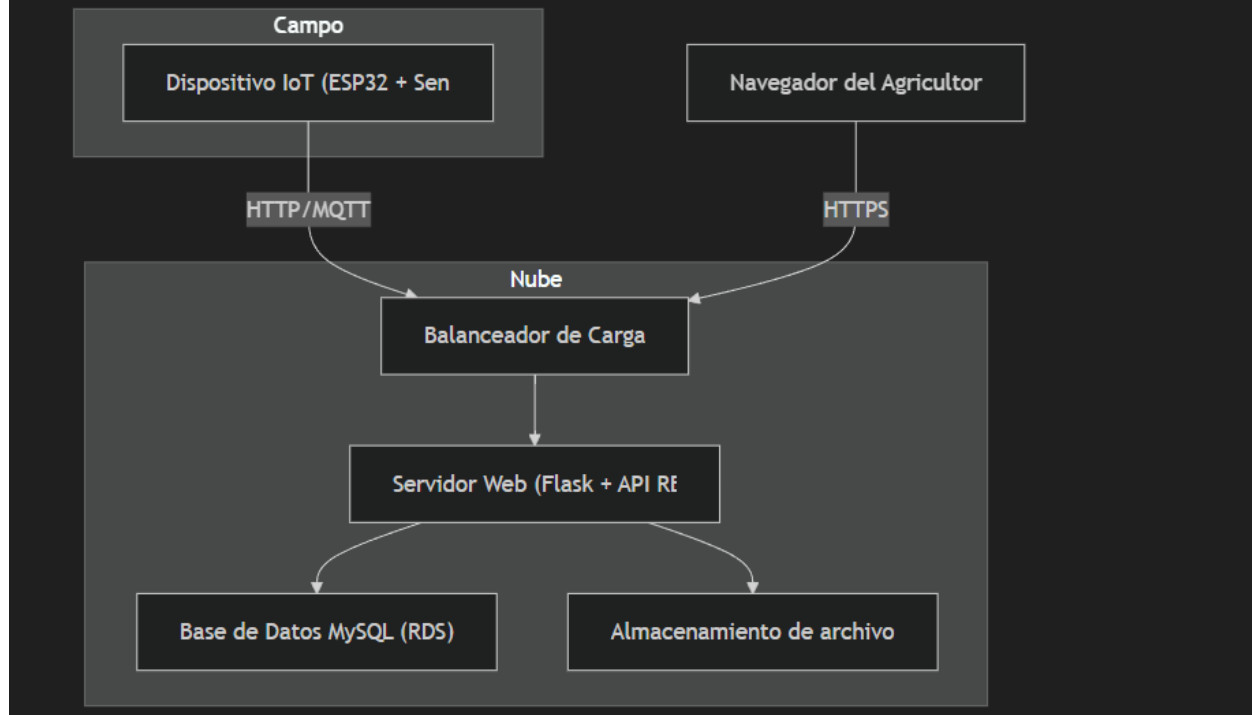 Campo
Dispositivo IoT (ESP32 + Sen
Navegador del Agricultor
HTTP/MQTT
HTTPS
Nube
Balanceador de Carga
Servidor Web (Flask + API RE
Base de Datos MySQL (RDS)
Almacenamiento de archivo